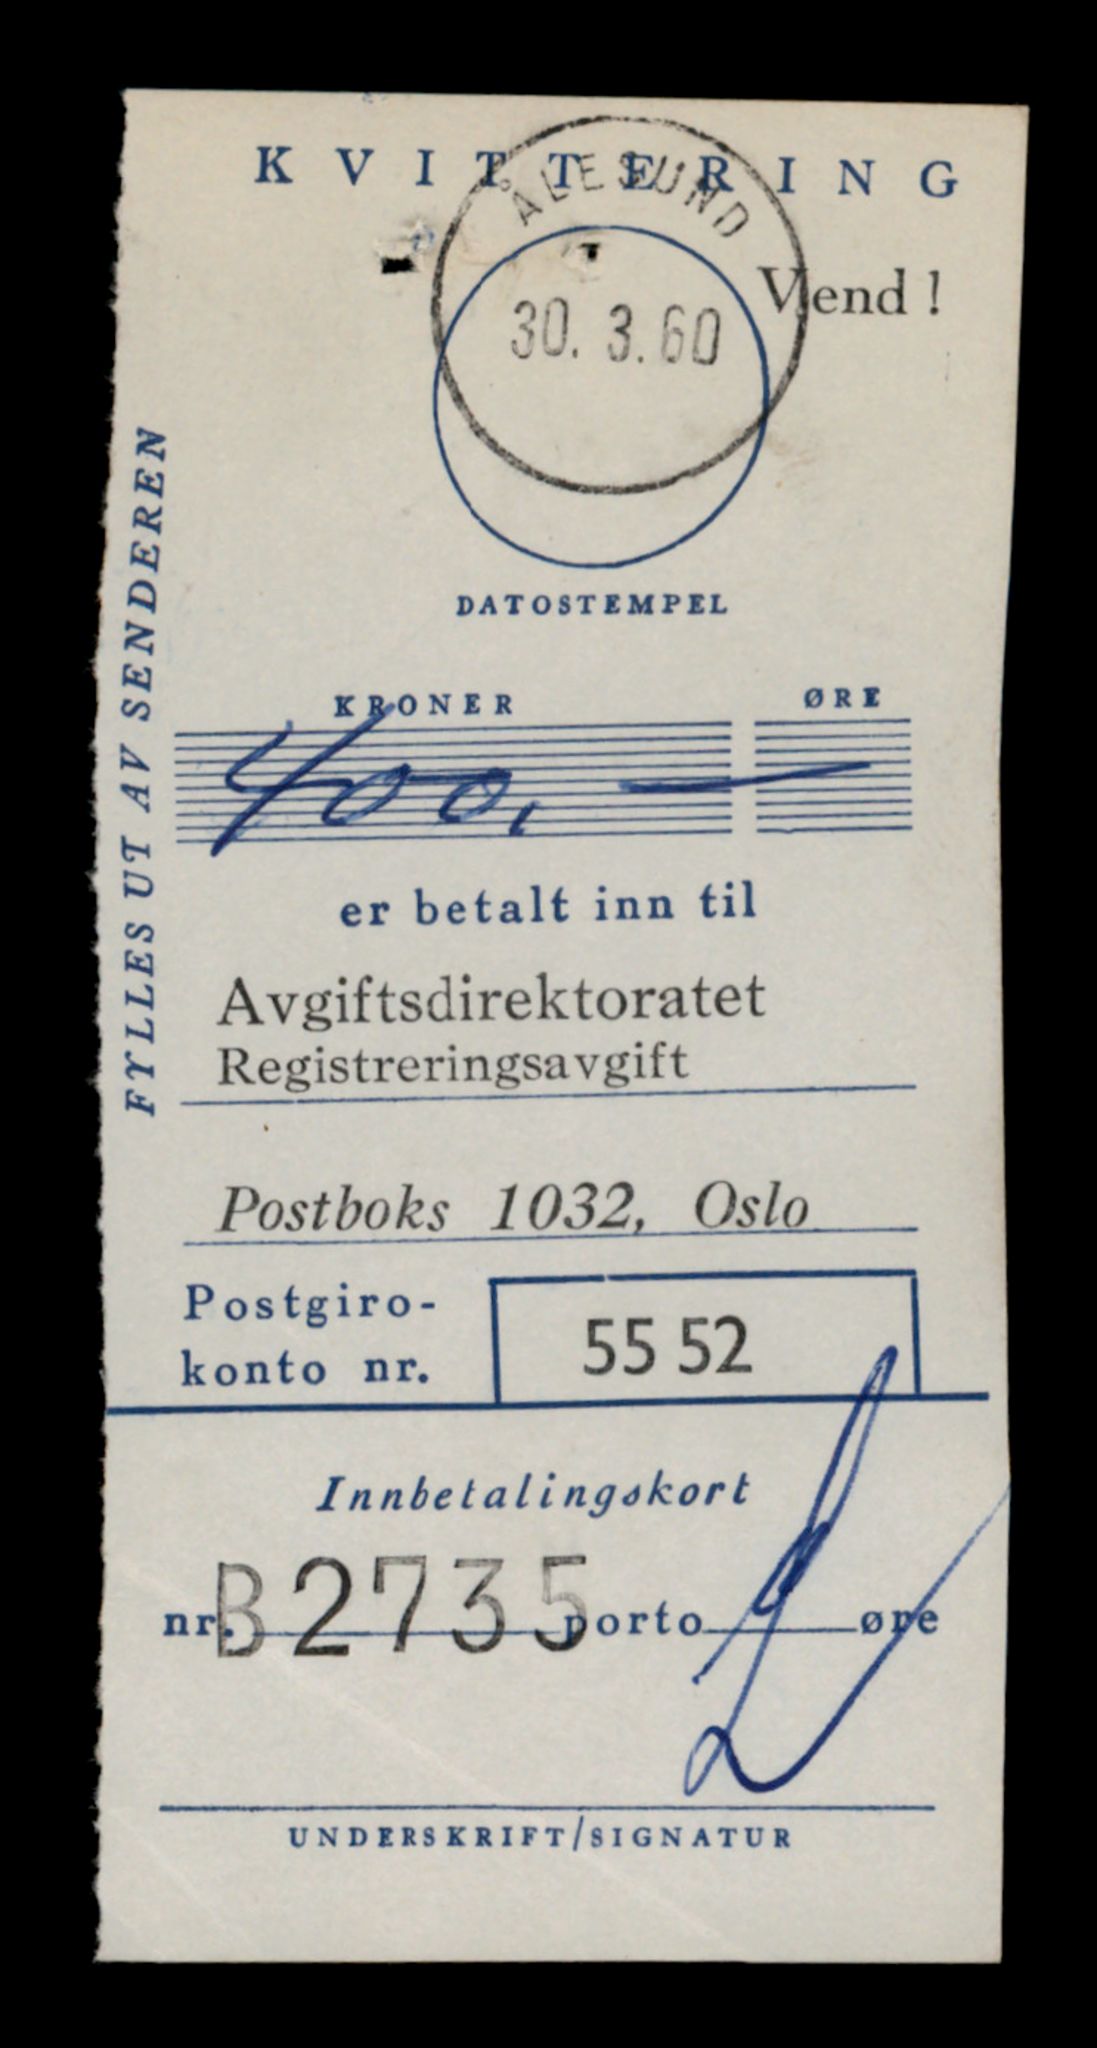 KVITTERING
ÅLESUND
Vend !
30. 3. 60
DATOSTEMPEL
FYLLES UT AV SENDEREN
KRONER ØRE
400, —
er betalt inn til
Avgiftsdirektoratet
Registreringsavgift
Postboks 1032, Oslo
Postgiro-
konto nr. 55 52
Innbetalingskort
nr. B 2735 porto øre
UNDERSKRIFT/SIGNATUR